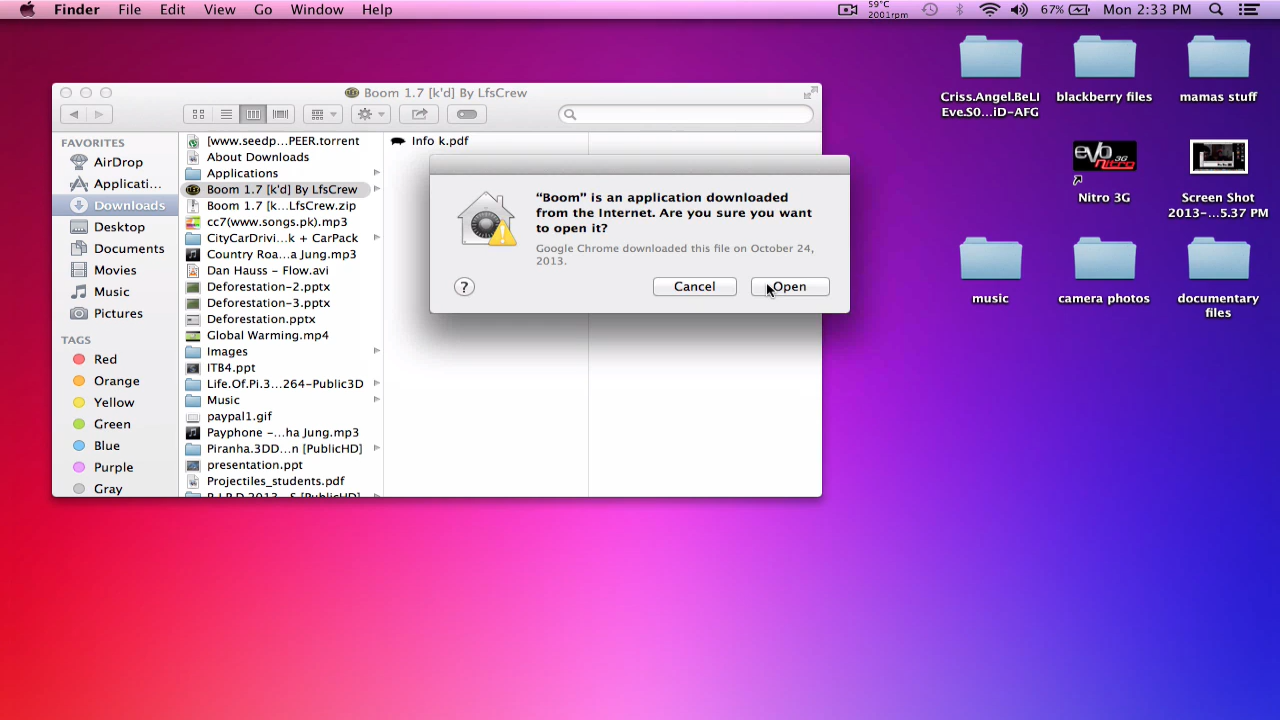 Finder File Edit View Go Window Help
59°C
2001rpm
67%
Mon 2:33 PM
Boom 1.7 [k'd] By LfsCrew
FAVORITES
AirDrop
Applicati...
Downloads
Desktop
Documents
Movies
Music
Pictures
TAGS
Red
Orange
Yellow
Green
Blue
Purple
Gray
[www.seedp...PEER.torrent
About Downloads
Applications
Boom 1.7 [k'd] By LfsCrew
Boom 1.7 [k...LfsCrew.zip
cc7(www.songs.pk).mp3
CityCarDrivi...k + CarPack
Country Roa...a Jung.mp3
Dan Hauss - Flow.avi
Deforestation-2.pptx
Deforestation-3.pptx
Deforestation.pptx
Global Warming.mp4
Images
ITB4.ppt
Life.Of.Pi.3...264-Public3D
Music
paypal1.gif
Payphone -...ha Jung.mp3
Piranha.3DD...n [PublicHD]
presentation.ppt
Projectiles_students.pdf
Info k.pdf
“Boom” is an application downloaded
from the Internet. Are you sure you want
to open it?
Google Chrome downloaded this file on October 24,
2013.
?
Cancel
Open
Criss.Angel.BeLI
Eve.S0...iD-AFG
blackberry files
mamas stuff
evo
Nitro 3G
Nitro 3G
Screen Shot
2013-...5.37 PM
music
camera photos
documentary
files